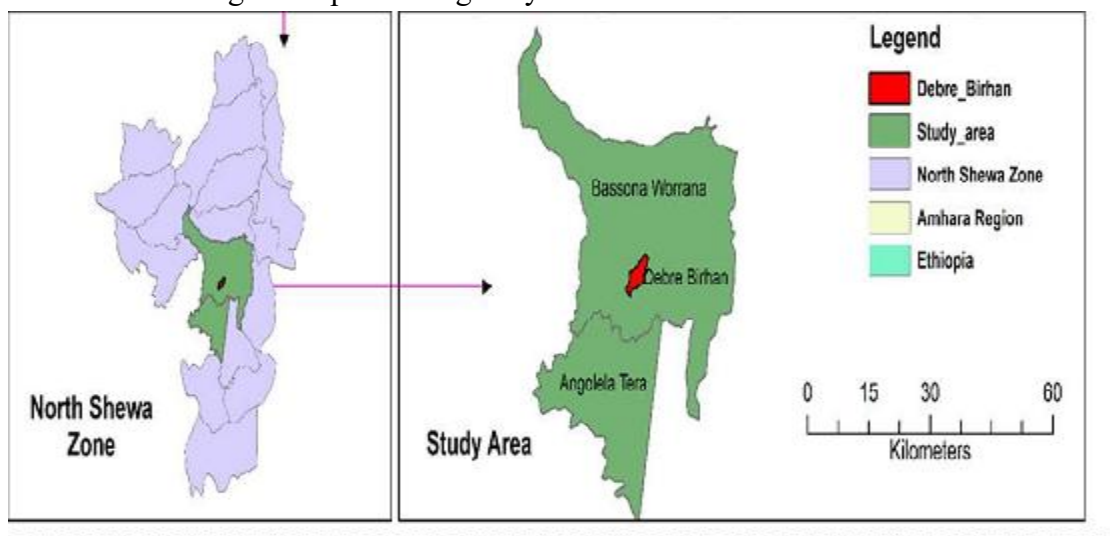 North Shewa
Zone
Bassona Worrana
Debre Birhan
Angolela Tera
Study Area
Legend
Debre_Birhan
Study_area
North Shewa Zone
Amhara Region
Ethiopia
0 15 30 60
Kilometers